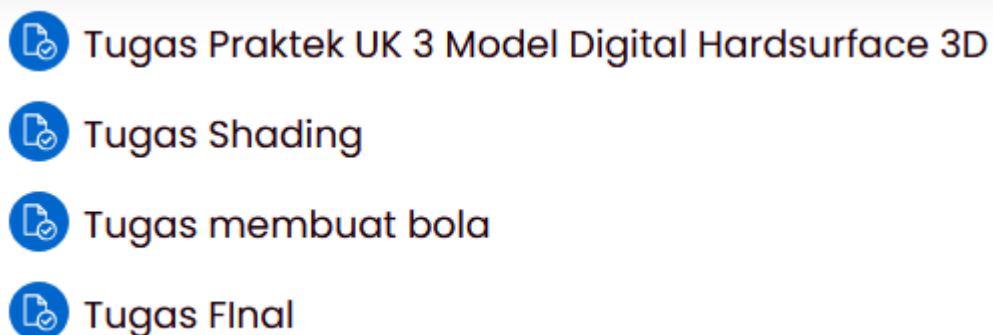 Tugas Praktek UK 3 Model Digital Hardsurface 3D
Tugas Shading
Tugas membuat bola
Tugas FInal